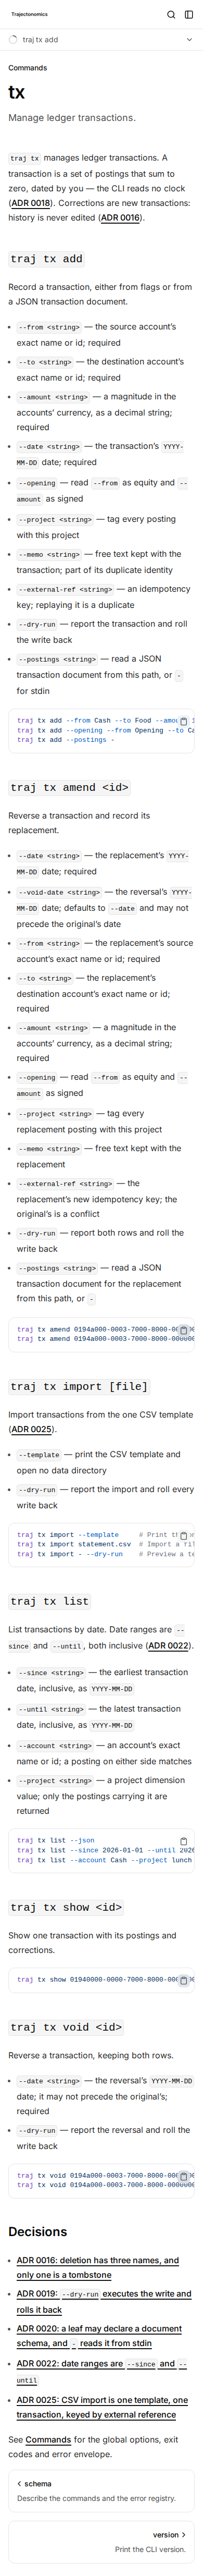 Trajectonomics
traj tx add
Commands
tx
Manage ledger transactions.
traj tx manages ledger transactions. A
transaction is a set of postings that sum to
zero, dated by you — the CLI reads no clock
(ADR 0018). Corrections are new transactions:
history is never edited (ADR 0016).
traj tx add
Record a transaction, either from flags or from
a JSON transaction document.
• --from <string> — the source account's
exact name or id; required
• --to <string> — the destination account's
exact name or id; required
• --amount <string> — a magnitude in the
accounts' currency, as a decimal string;
required
• --date <string> — the transaction's YYYY-
MM-DD date; required
• --opening — read --from as equity and --
amount as signed
• --project <string> — tag every posting
with this project
• --memo <string> — free text kept with the
transaction; part of its duplicate identity
• --external-ref <string> — an idempotency
key; replaying it is a duplicate
• --dry-run — report the transaction and roll
the write back
• --postings <string> — read a JSON
transaction document from this path, or -
for stdin
traj tx add --from Cash --to Food --amou
traj tx add --opening --from Opening --to Ca
traj tx add --postings -
traj tx amend <id>
Reverse a transaction and record its
replacement.
• --date <string> — the replacement's YYYY-
MM-DD date; required
• --void-date <string> — the reversal's YYYY-
MM-DD date; defaults to --date and may not
precede the original's date
• --from <string> — the replacement's source
account's exact name or id; required
• --to <string> — the replacement's
destination account's exact name or id;
required
• --amount <string> — a magnitude in the
accounts' currency, as a decimal string;
required
• --opening — read --from as equity and --
amount as signed
• --project <string> — tag every
replacement posting with this project
• --memo <string> — free text kept with the
replacement
• --external-ref <string> — the
replacement's new idempotency key; the
original's is a conflict
• --dry-run — report both rows and roll the
write back
• --postings <string> — read a JSON
transaction document for the replacement
from this path, or -
traj tx amend 0194a000-0003-7000-8000-00
traj tx amend 0194a000-0003-7000-8000-000000
traj tx import [file]
Import transactions from the one CSV template
(ADR 0025).
• --template — print the CSV template and
open no data directory
• --dry-run — report the import and roll every
write back
traj tx import --template # Print th
traj tx import statement.csv # Import a
traj tx import - --dry-run # Preview a te
traj tx list
List transactions by date. Date ranges are --
since and --until, both inclusive (ADR 0022).
• --since <string> — the earliest transaction
date, inclusive, as YYYY-MM-DD
• --until <string> — the latest transaction
date, inclusive, as YYYY-MM-DD
• --account <string> — an account's exact
name or id; a posting on either side matches
• --project <string> — a project dimension
value; only the postings carrying it are
returned
traj tx list --json
traj tx list --since 2026-01-01 --until 2026
traj tx list --account Cash --project lunch
traj tx show <id>
Show one transaction with its postings and
corrections.
traj tx show 01940000-0000-7000-8000-000
traj tx void <id>
Reverse a transaction, keeping both rows.
• --date <string> — the reversal's YYYY-MM-DD
date; it may not precede the original's;
required
• --dry-run — report the reversal and roll the
write back
traj tx void 0194a000-0003-7000-8000-000
traj tx void 0194a000-0003-7000-8000-0000000
Decisions
• ADR 0016: deletion has three names, and
only one is a tombstone
• ADR 0019: --dry-run executes the write and
rolls it back
• ADR 0020: a leaf may declare a document
schema, and - reads it from stdin
• ADR 0022: date ranges are --since and --
until
• ADR 0025: CSV import is one template, one
transaction, keyed by external reference
See Commands for the global options, exit
codes and error envelope.
schema
Describe the commands and the error registry.
version
Print the CLI version.